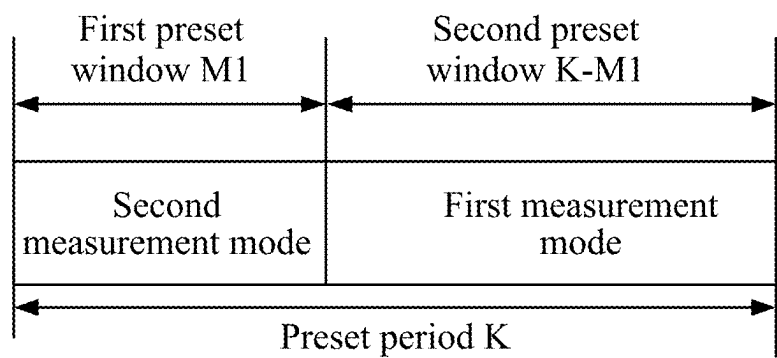 First preset
window M1
Second preset
window K-M1
Second
measurement mode
First measurement
mode
Preset period K